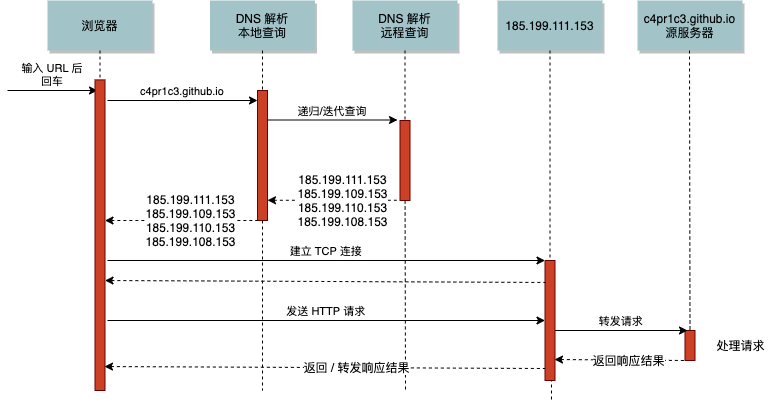 浏览器
DNS 解析
本地查询
DNS 解析
远程查询
185.199.111.153
c4pr1c3.github.io
源服务器
输入 URL 后
回车
c4pr1c3.github.io
递归/迭代查询
185.199.111.153
185.199.109.153
185.199.110.153
185.199.108.153
185.199.111.153
185.199.109.153
185.199.110.153
185.199.108.153
建立 TCP 连接
发送 HTTP 请求
转发请求
处理请求
返回响应结果
返回 / 转发响应结果